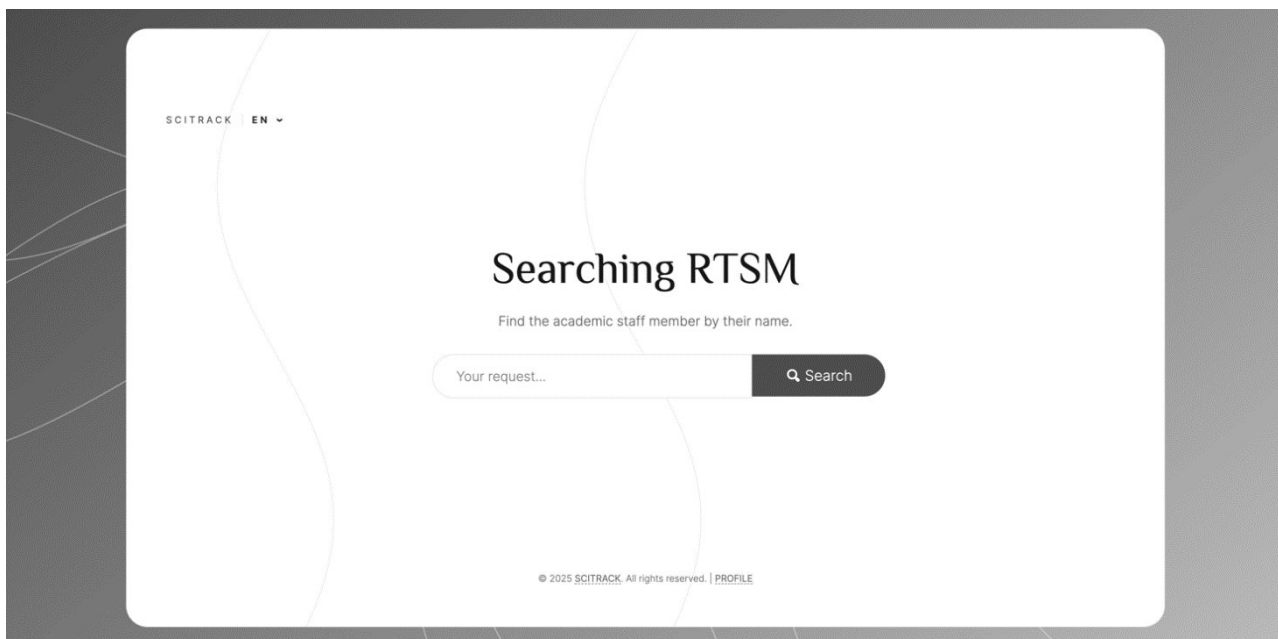 SCITRACK | EN
Searching RTSM
Find the academic staff member by their name.
Your request...
Search
© 2025 SCITRACK. All rights reserved. | PROFILE